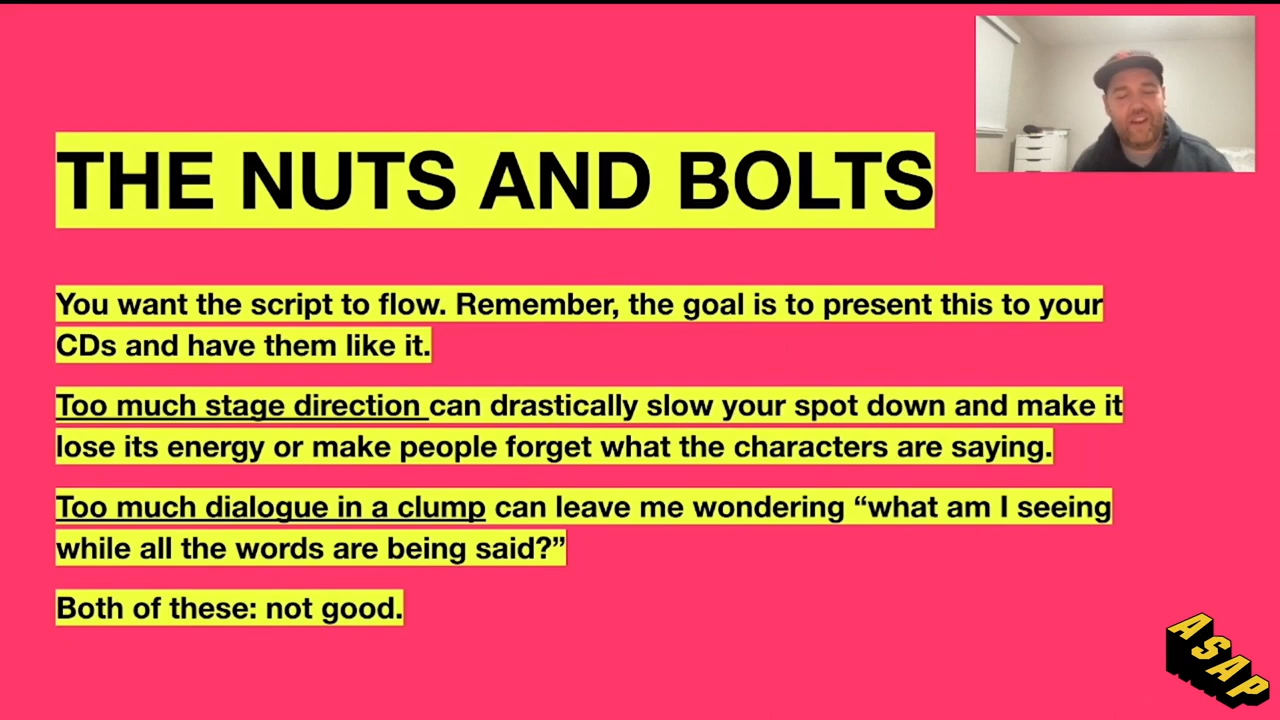 THE NUTS AND BOLTS
You want the script to flow. Remember, the goal is to present this to your
CDs and have them like it.
Too much stage direction can drastically slow your spot down and make it
lose its energy or make people forget what the characters are saying.
Too much dialogue in a clump can leave me wondering “what am I seeing
while all the words are being said?”
Both of these: not good.
ASAP